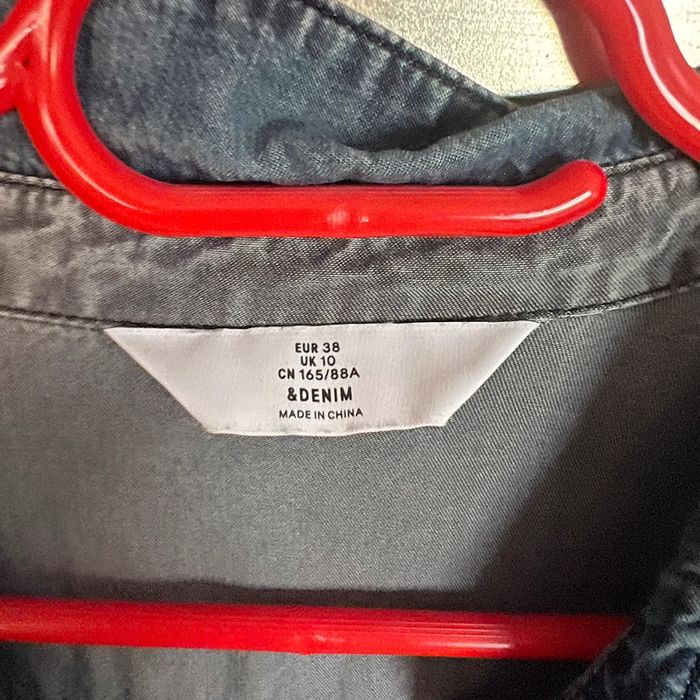 EUR 38
UK 10
CN 165/88A
&DENIM
MADE IN CHINA